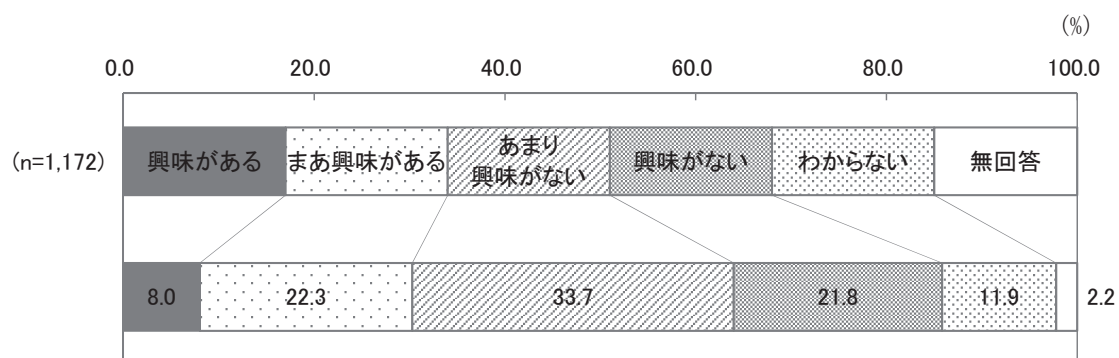 (%)
0.0 20.0 40.0 60.0 80.0 100.0
(n=1,172) 興味がある まあ興味がある あまり 興味がない わからない 無回答
興味がない
8.0 22.3 33.7 21.8 11.9 2.2